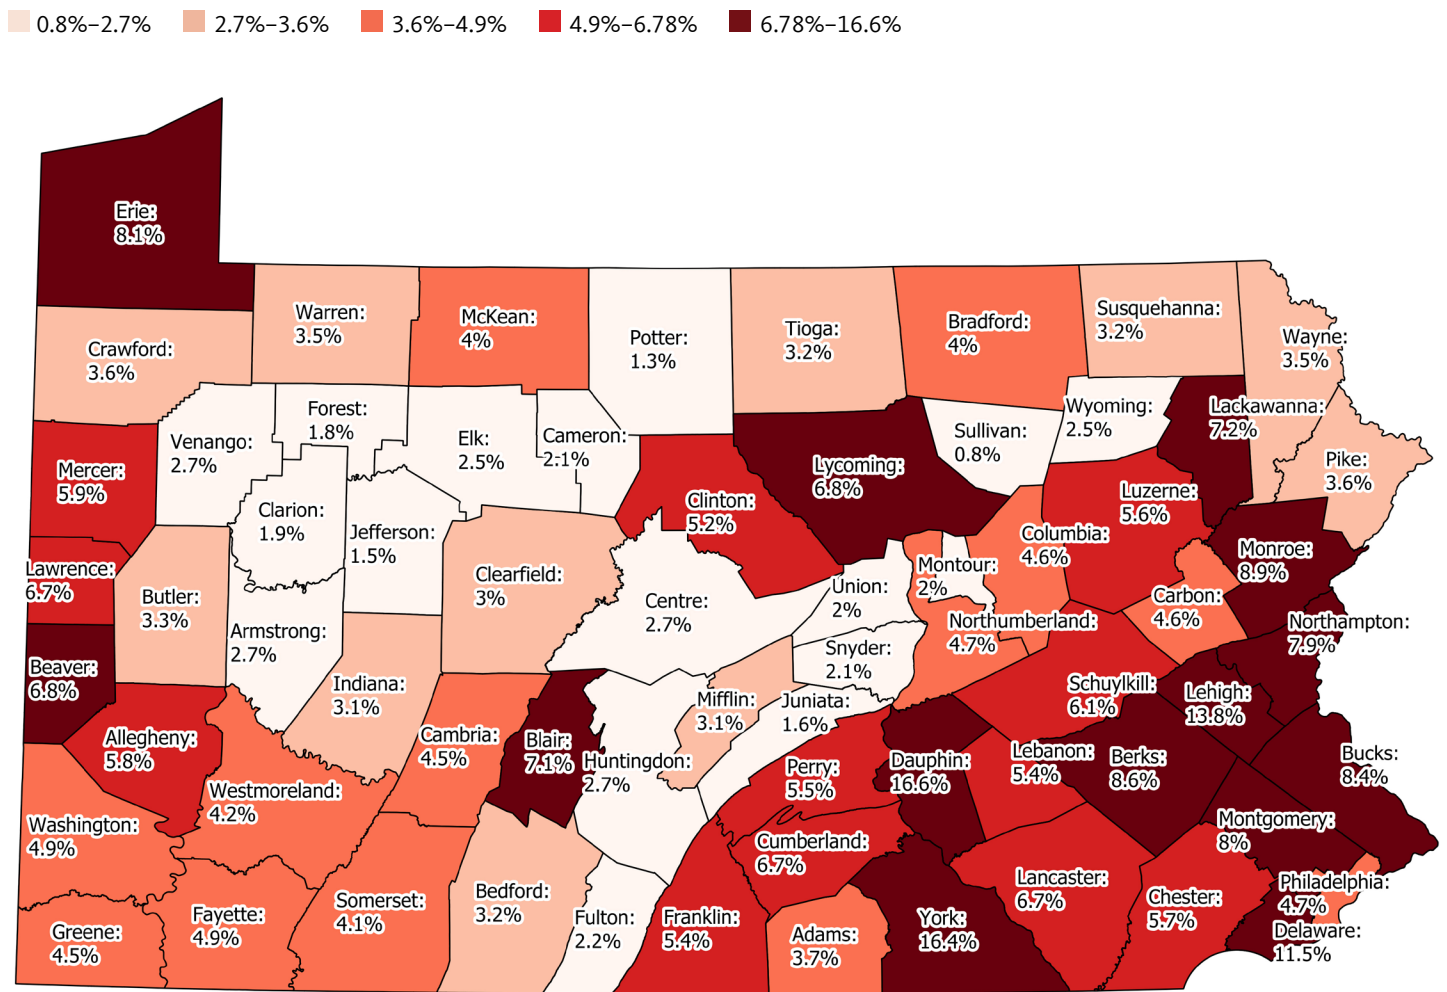 0.8%–2.7% 2.7%–3.6% 3.6%–4.9% 4.9%–6.78% 6.78%–16.6%
Erie:
8.1%
Crawford:
3.6%
Warren:
3.5%
McKean:
4%
Potter:
1.3%
Tioga:
3.2%
Bradford:
4%
Susquehanna:
3.2%
Wayne:
3.5%
Mercer:
5.9%
Venango:
2.7%
Forest:
1.8%
Elk:
2.5%
Cameron:
2.1%
Clinton:
5.2%
Lycoming:
6.8%
Sullivan:
0.8%
Wyoming:
2.5%
Lackawanna:
7.2%
Pike:
3.6%
Lawrence:
6.7%
Butler:
3.3%
Clarion:
1.9%
Jefferson:
1.5%
Clearfield:
3%
Centre:
2.7%
Union:
2%
Montour:
2%
Columbia:
4.6%
Luzerne:
5.6%
Monroe:
8.9%
Carbon:
4.6%
Northampton:
7.9%
Beaver:
6.8%
Armstrong:
2.7%
Indiana:
3.1%
Snyder:
2.1%
Northumberland:
4.7%
Mifflin:
3.1%
Juniata:
1.6%
Schuylkill:
6.1%
Lehigh:
13.8%
Allegheny:
5.8%
Westmoreland:
4.2%
Cambria:
4.5%
Blair:
7.1%
Huntingdon:
2.7%
Perry:
5.5%
Dauphin:
16.6%
Lebanon:
5.4%
Berks:
8.6%
Bucks:
8.4%
Washington:
4.9%
Cumberland:
6.7%
Montgomery:
8%
Greene:
4.5%
Fayette:
4.9%
Somerset:
4.1%
Bedford:
3.2%
Fulton:
2.2%
Franklin:
5.4%
Adams:
3.7%
York:
16.4%
Lancaster:
6.7%
Chester:
5.7%
Philadelphia:
4.7%
Delaware:
11.5%